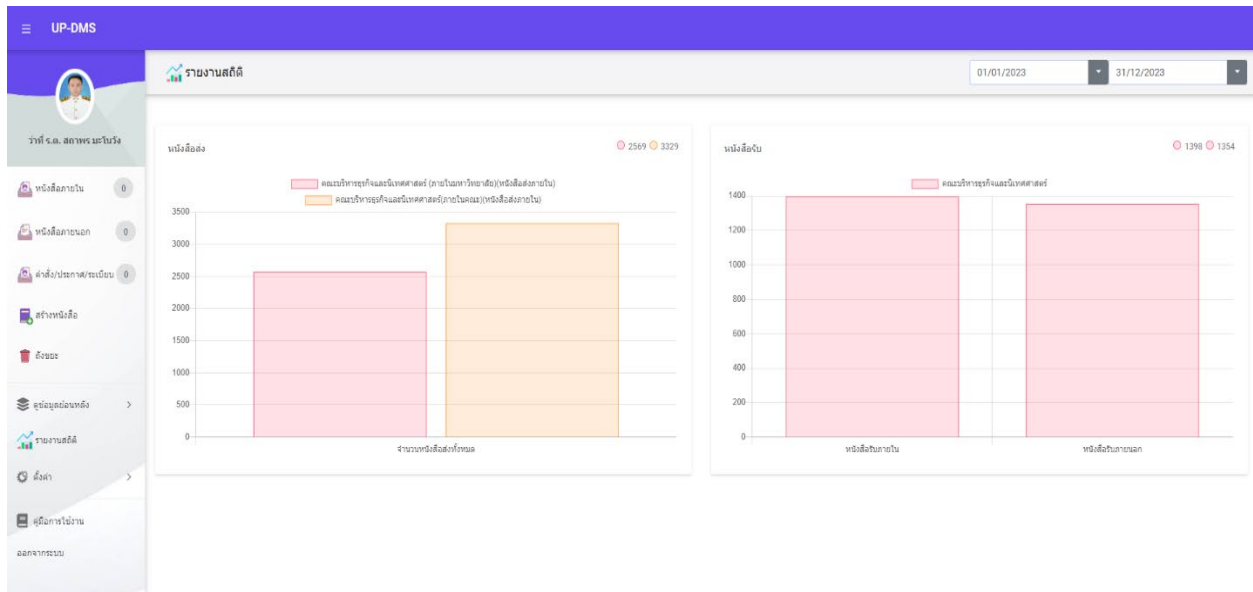 UP-DMS
รายงานสถิติ
01/01/2023
31/12/2023
ว่าที่ ร.ต. สถาพร มะโนวัง
หนังสือภายใน 0
หนังสือภายนอก 0
คำสั่ง/ประกาศ/ระเบียบ 0
สร้างหนังสือ
ถังขยะ
ดูข้อมูลย้อนหลัง
รายงานสถิติ
ตั้งค่า
คู่มือการใช้งาน
ออกจากระบบ
หนังสือส่ง
2569 3329
คณะบริหารธุรกิจและนิเทศศาสตร์ (ภายในมหาวิทยาลัย)(หนังสือส่งภายใน)
คณะบริหารธุรกิจและนิเทศศาสตร์(ภายในคณะ)(หนังสือส่งภายใน)
3500
3000
2500
2000
1500
1000
500
0
จำนวนหนังสือส่งทั้งหมด
หนังสือรับ
1398 1354
คณะบริหารธุรกิจและนิเทศศาสตร์
1400
1200
1000
800
600
400
200
0
หนังสือรับภายใน
หนังสือรับภายนอก